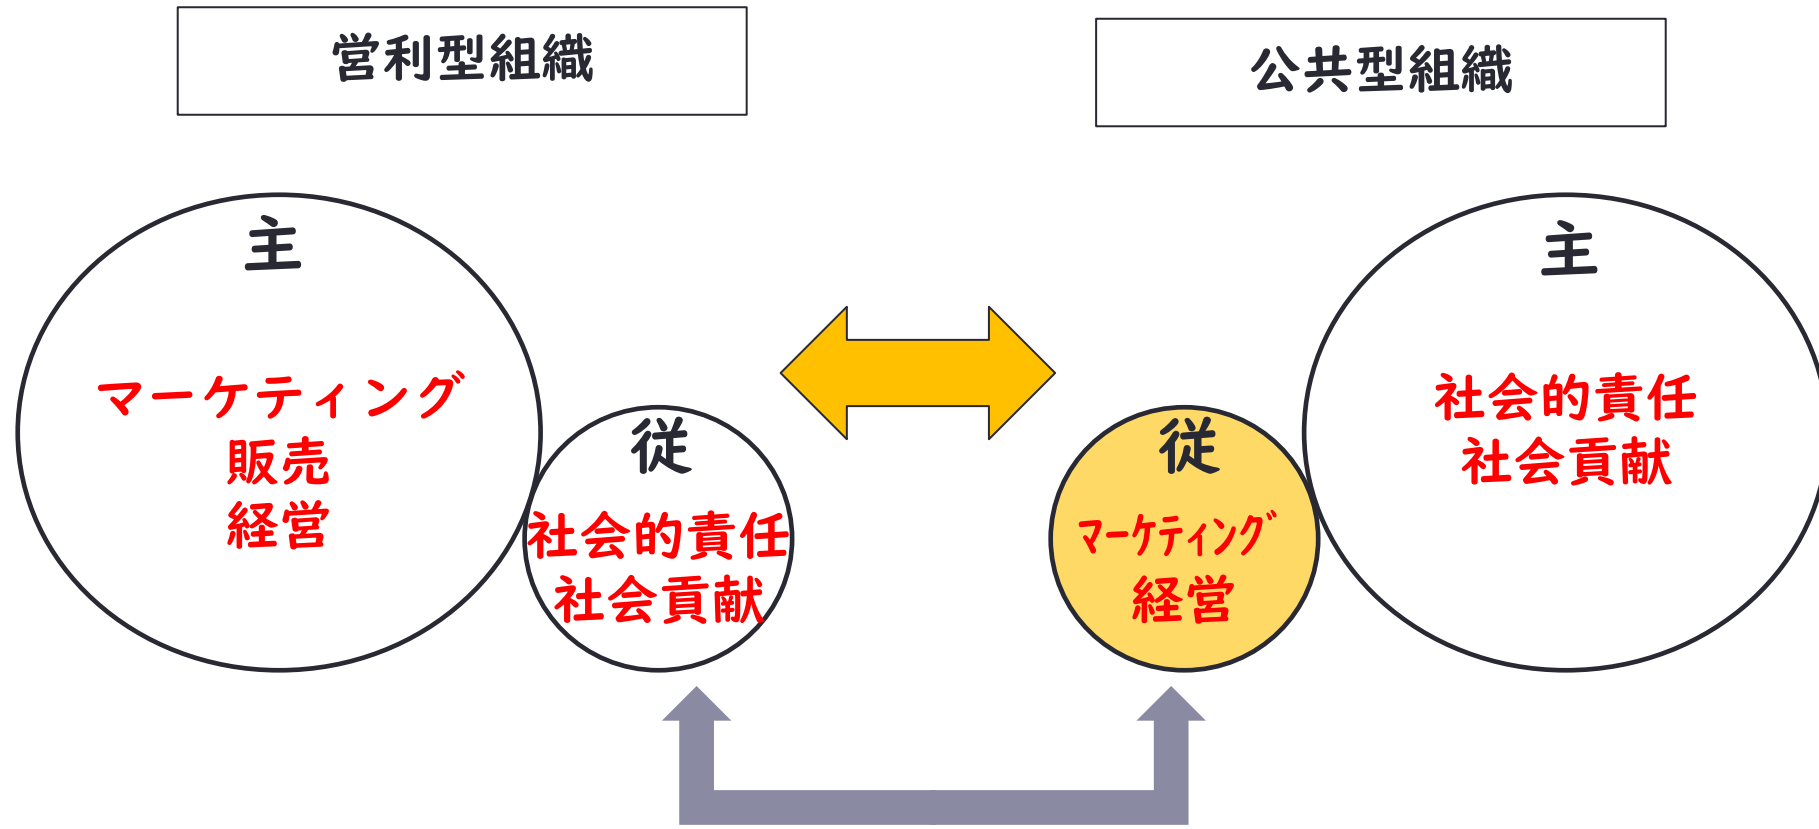 営利型組織
公共型組織
主
マーケティング
販売
経営
従
社会的責任
社会貢献
従
ﾏｰｹﾃｨﾝｸﾞ
経営
主
社会的責任
社会貢献